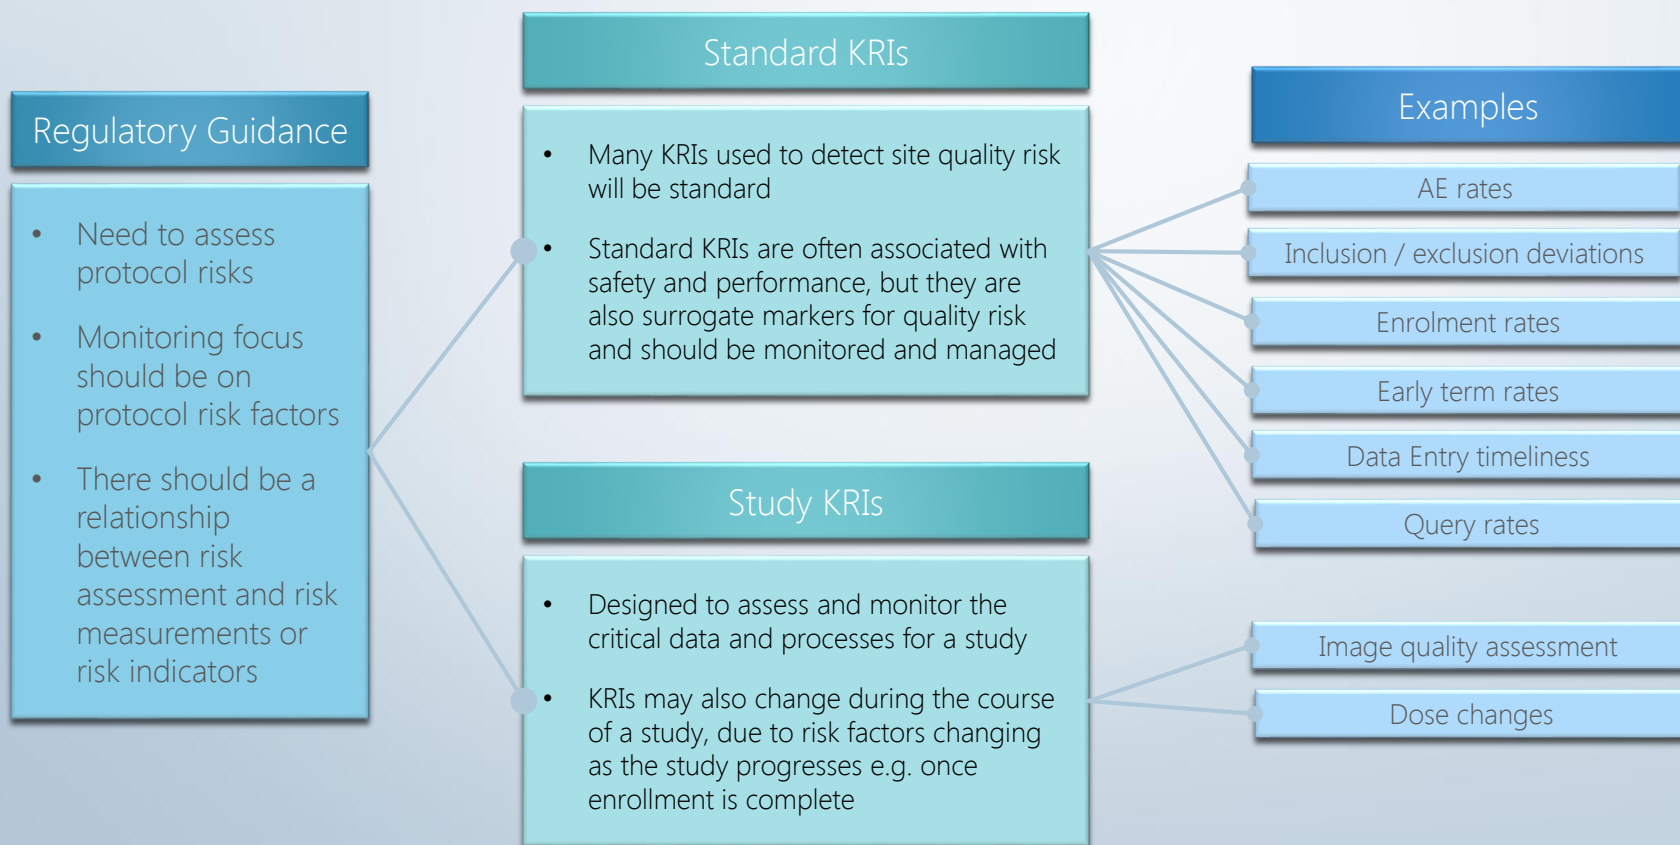 Regulatory Guidance
• Need to assess
protocol risks
• Monitoring focus
should be on
protocol risk factors
• There should be a
relationship
between risk
assessment and risk
measurements or
risk indicators
Standard KRIs
• Many KRIs used to detect site quality risk
will be standard
• Standard KRIs are often associated with
safety and performance, but they are
also surrogate markers for quality risk
and should be monitored and managed
Study KRIs
• Designed to assess and monitor the
critical data and processes for a study
• KRIs may also change during the course
of a study, due to risk factors changing
as the study progresses e.g. once
enrollment is complete
Examples
AE rates
Inclusion / exclusion deviations
Enrolment rates
Early term rates
Data Entry timeliness
Query rates
Image quality assessment
Dose changes